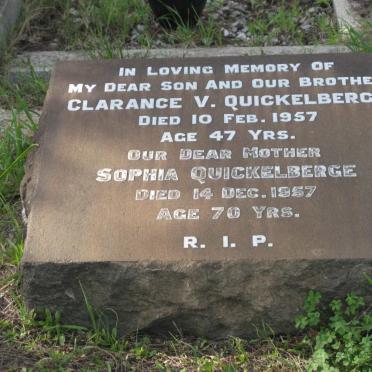 In Loving Memory Of
My Dear Son And Our Brothe
Clarance V. Quickelberg
Died 10 Feb. 1957
Age 47 Yrs.
Our Dear Mother
Sophia Quickelberge
Died 14 Dec. 1957
Age 70 Yrs.
R. I. P.